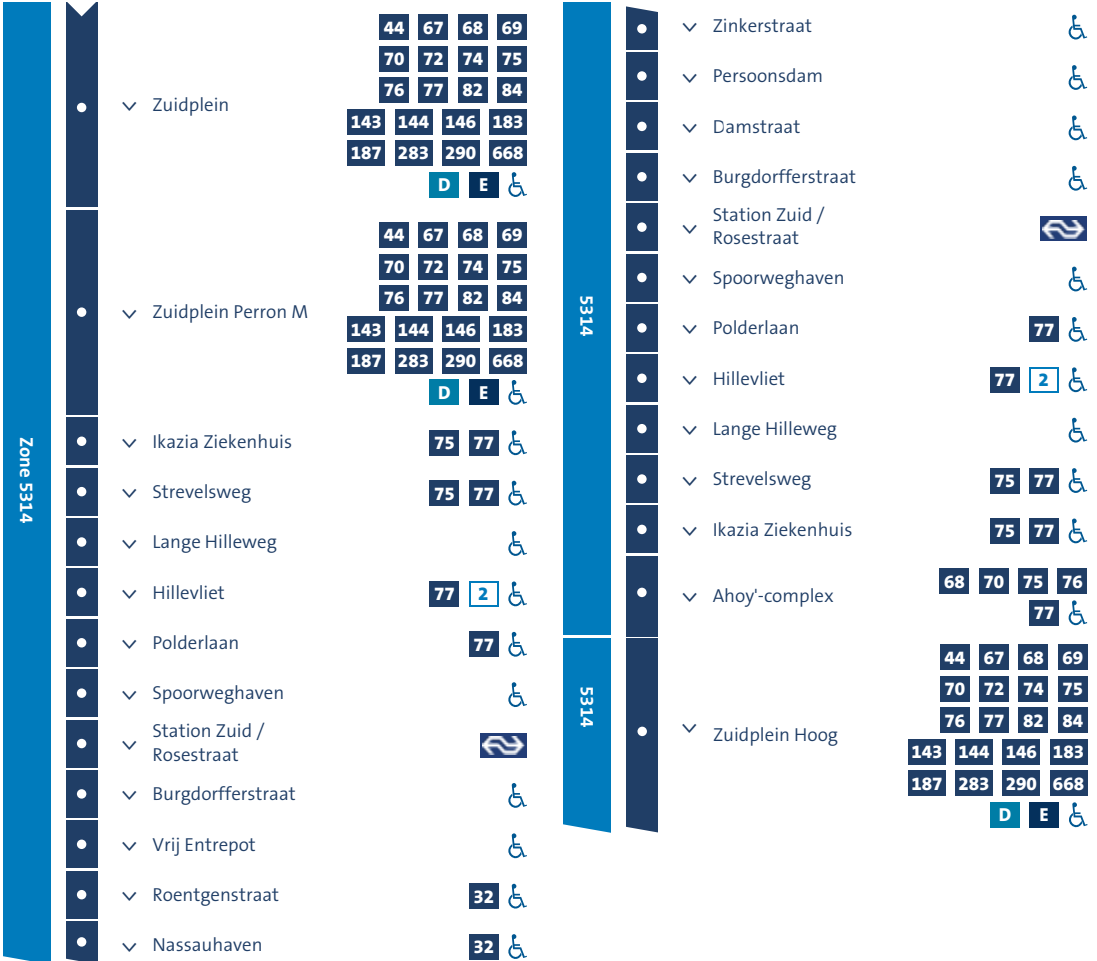 Zone 5314
Zuidplein
44 67 68 69
70 72 74 75
76 77 82 84
143 144 146 183
187 283 290 668
D E
Zuidplein Perron M
44 67 68 69
70 72 74 75
76 77 82 84
143 144 146 183
187 283 290 668
D E
Ikazia Ziekenhuis 75 77
Strevelsweg 75 77
Lange Hilleweg
Hillevliet 77 2
Polderlaan 77
Spoorweghaven
Station Zuid /
Rosestraat
Burgdorfferstraat
Vrij Entrepot
Roentgenstraat 32
Nassauhaven 32
5314
Zinkerstraat
Persoonsdam
Damstraat
Burgdorfferstraat
Station Zuid /
Rosestraat
Spoorweghaven
Polderlaan 77
Hillevliet 77 2
Lange Hilleweg
Strevelsweg 75 77
Ikazia Ziekenhuis 75 77
Ahoy'-complex
68 70 75 76
77
5314
Zuidplein Hoog
44 67 68 69
70 72 74 75
76 77 82 84
143 144 146 183
187 283 290 668
D E